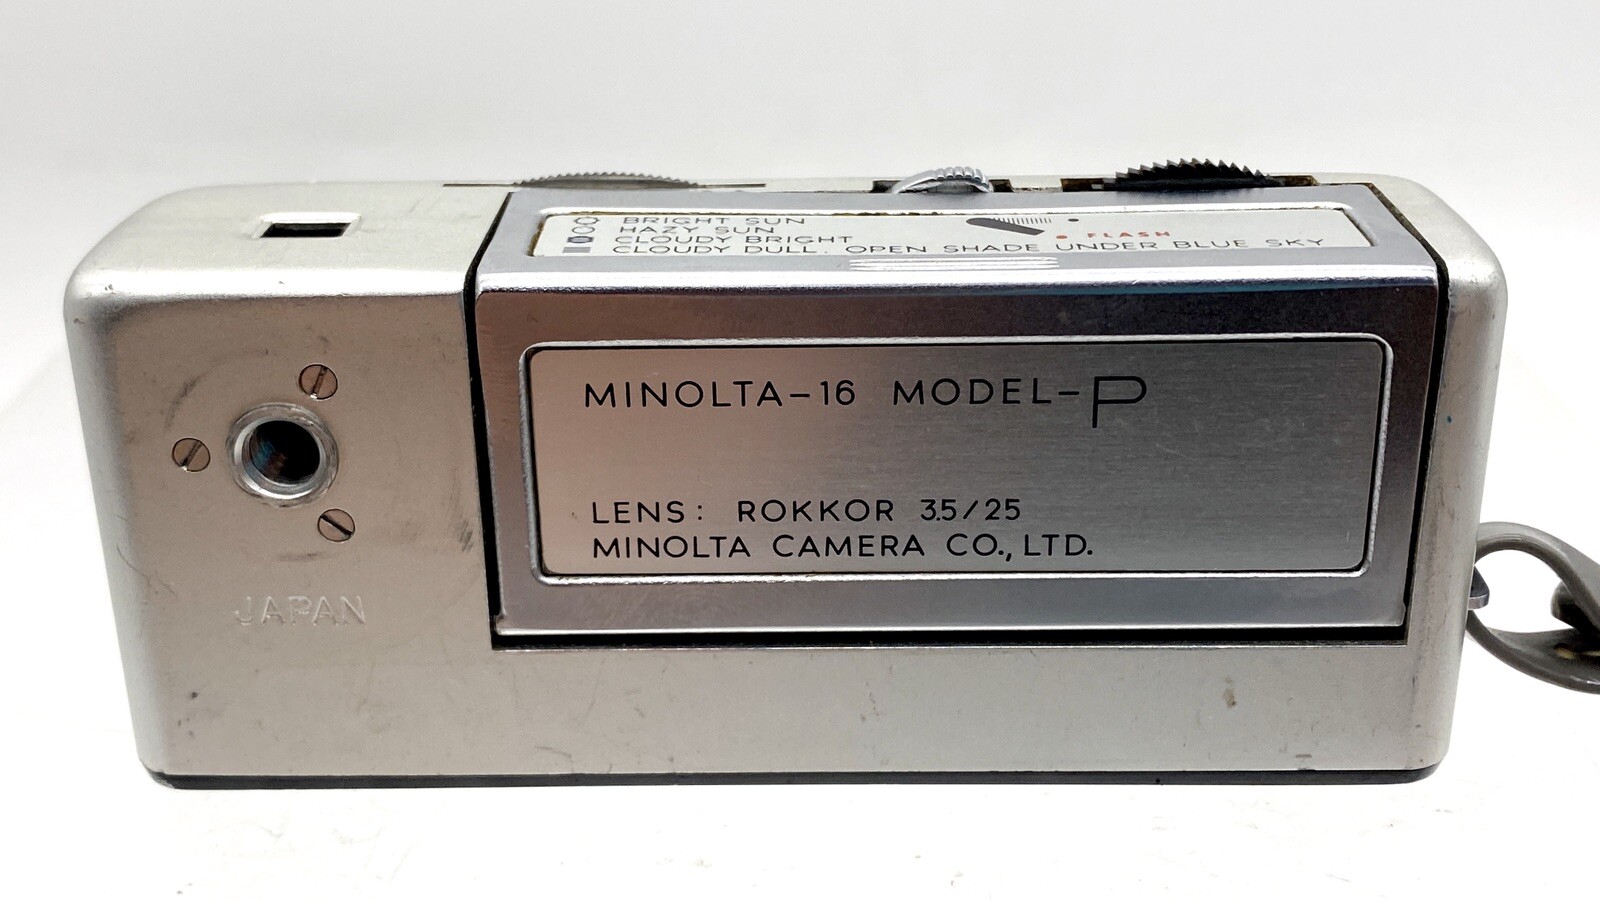 BRIGHT SUN
HAZY SUN
CLOUDY BRIGHT
FLASH
CLOUDY DULL. OPEN SHADE UNDER BLUE SKY
MINOLTA-16 MODEL-P
LENS: ROKKOR 3.5/25
MINOLTA CAMERA CO., LTD.
JAPAN